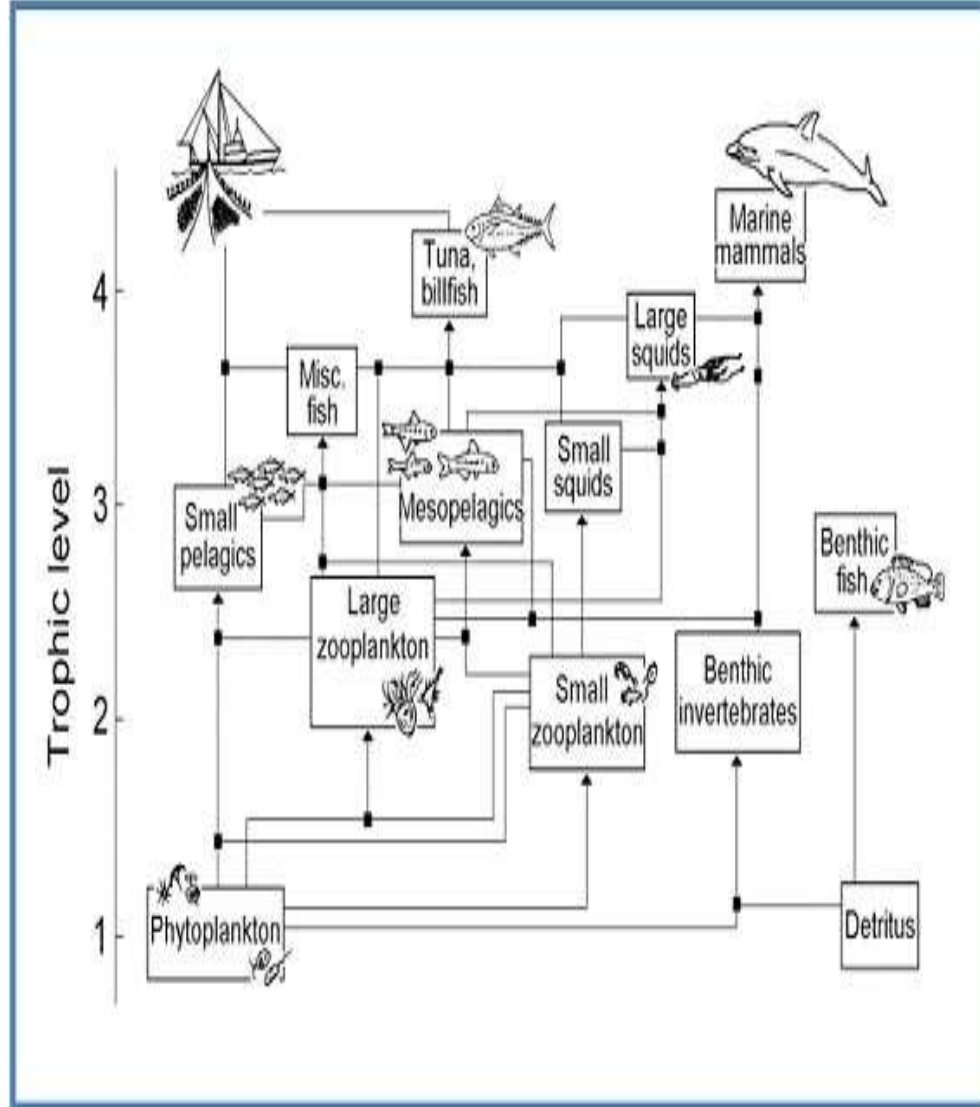 Trophic level
4
3
2
1
Marine
mammals
Tuna,
billfish
Large
squids
Misc.
fish
Small
squids
Mesopelagics
Small
pelagics
Benthic
fish
Large
zooplankton
Small
zooplankton
Benthic
invertebrates
Phytoplankton
Detritus